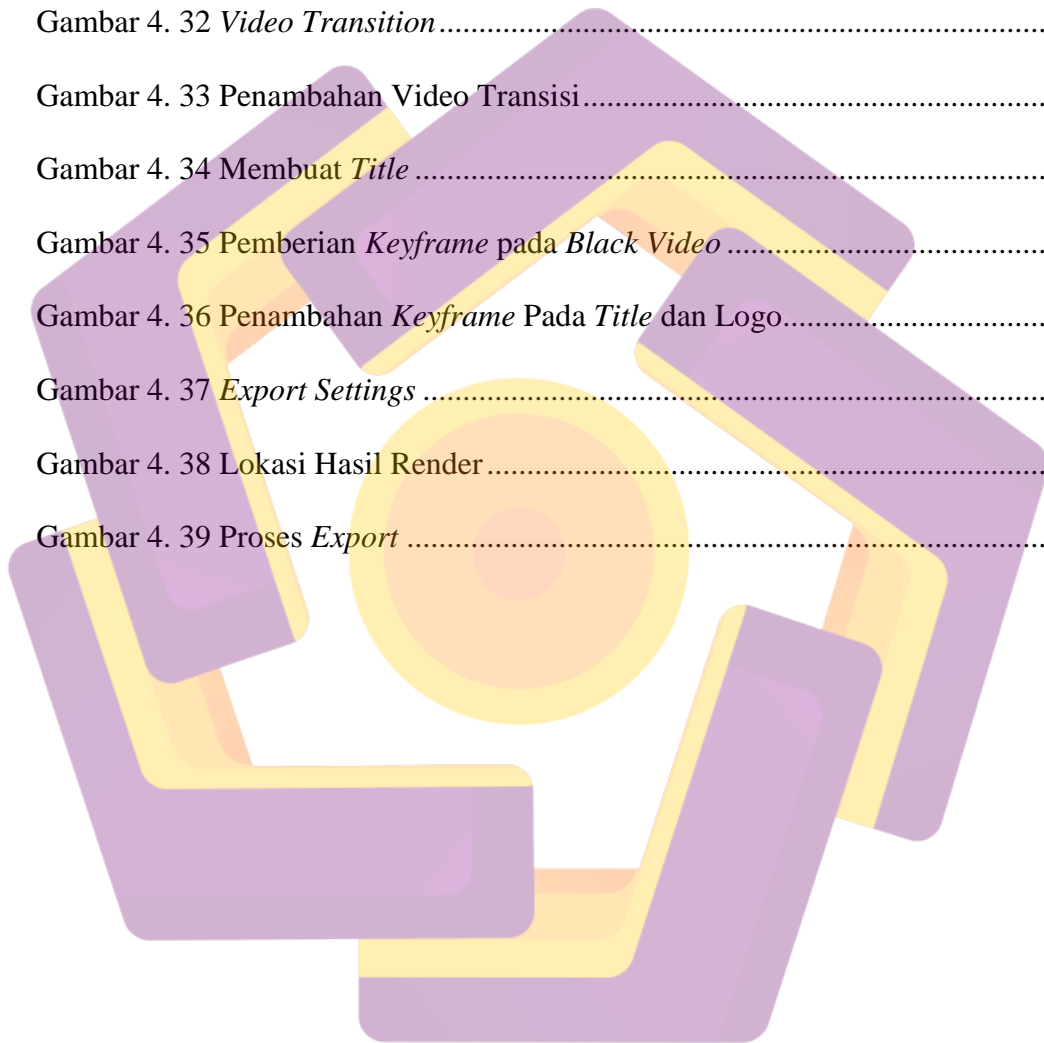 Gambar 4. 32 Video Transition....................................................................................
Gambar 4. 33 Penambahan Video Transisi................................................................
Gambar 4. 34 Membuat Title .......................................................................................
Gambar 4. 35 Pemberian Keyframe pada Black Video ............................................
Gambar 4. 36 Penambahan Keyframe Pada Title dan Logo.....................................
Gambar 4. 37 Export Settings ......................................................................................
Gambar 4. 38 Lokasi Hasil Render..............................................................................
Gambar 4. 39 Proses Export ........................................................................................